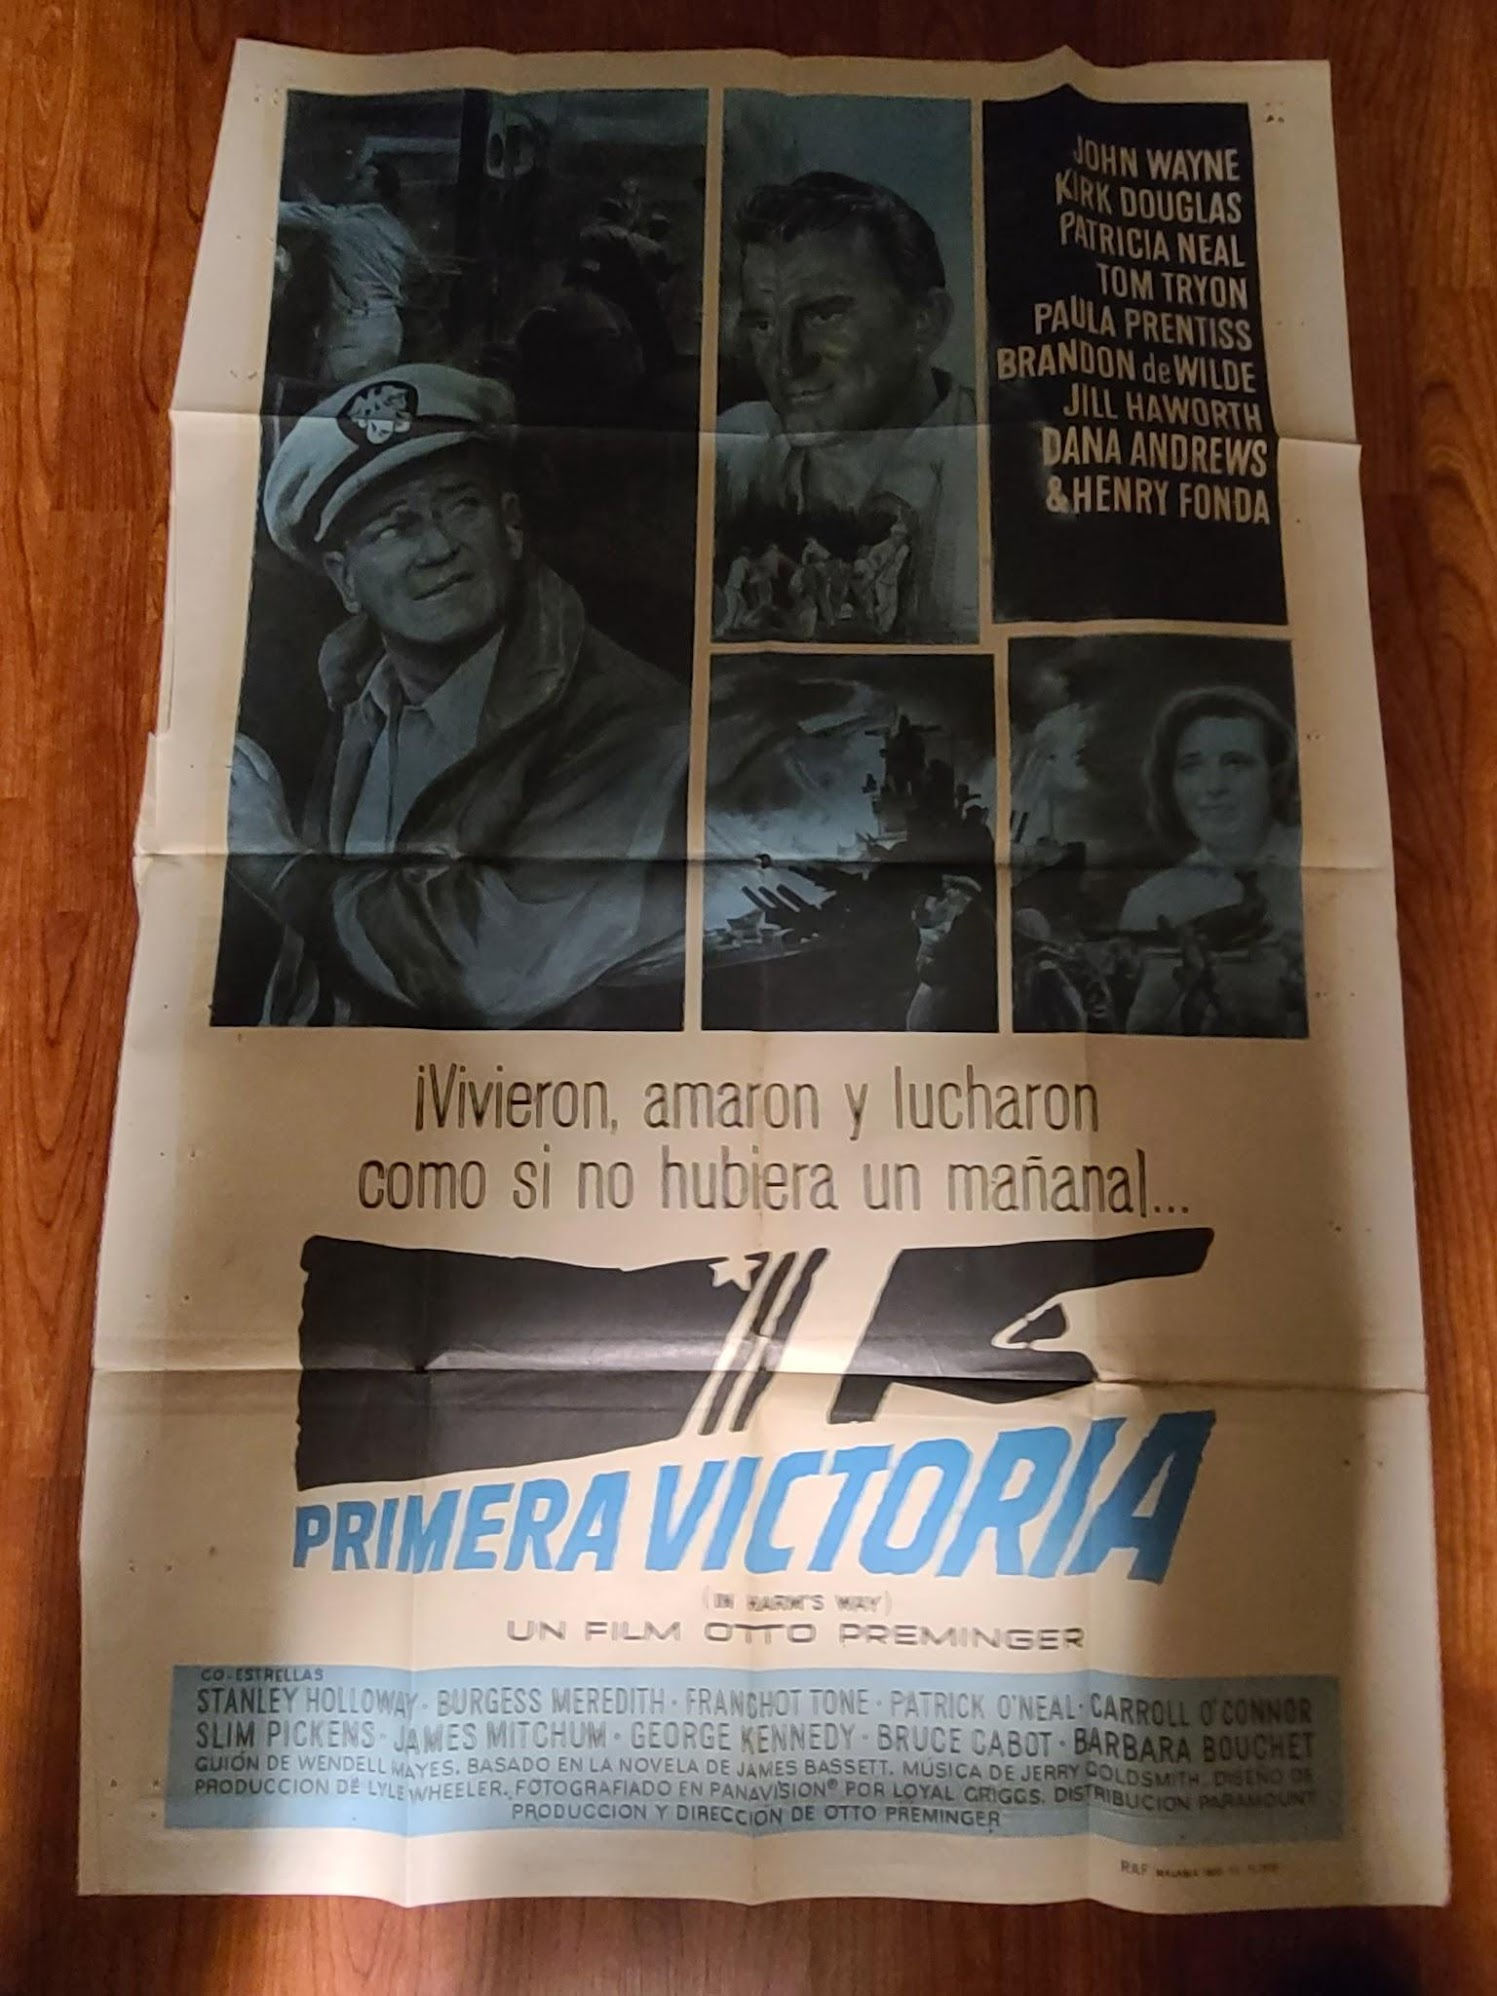 JOHN WAYNE
KIRK DOUGLAS
PATRICIA NEAL
TOM TRYON
PAULA PRENTISS
BRANDON de WILDE
JILL HAWORTH
DANA ANDREWS
& HENRY FONDA
¡Vivieron, amaron y lucharon
como si no hubiera un mañana!...
PRIMERA VICTORIA
(IN HARM'S WAY)
UN FILM OTTO PREMINGER
CO-ESTRELLAS
STANLEY HOLLOWAY · BURGESS MEREDITH · FRANCHOT TONE · PATRICK O'NEAL · CARROLL O'CONNOR
SLIM PICKENS · JAMES MITCHUM · GEORGE KENNEDY · BRUCE CABOT · BARBARA BOUCHET
GUIÓN DE WENDELL MAYES. BASADO EN LA NOVELA DE JAMES BASSETT. MÚSICA DE JERRY GOLDSMITH. DISEÑO DE
PRODUCCION DE LYLE WHEELER. FOTOGRAFIADO EN PANAVISION® POR LOYAL GRIGGS. DISTRIBUCION PARAMOUNT
PRODUCCION Y DIRECCIÓN DE OTTO PREMINGER
RAF